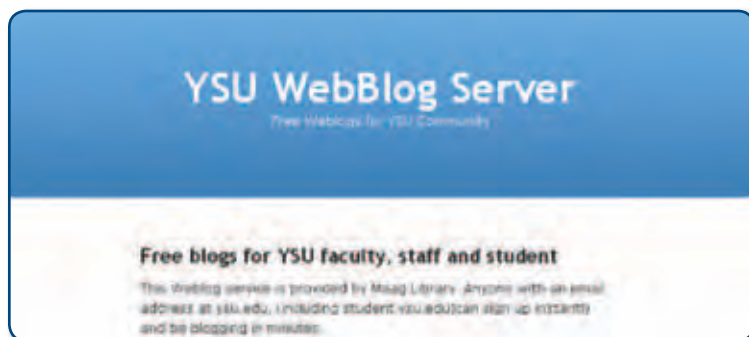 YSU WebBlog Server
Free Weblogs for YSU Community
Free blogs for YSU faculty, staff and student
This Weblog service is provided by Maag Library. Anyone with an email
address at ysu.edu, (including student.ysu.edu)can sign up instantly
and be blogging in minutes.